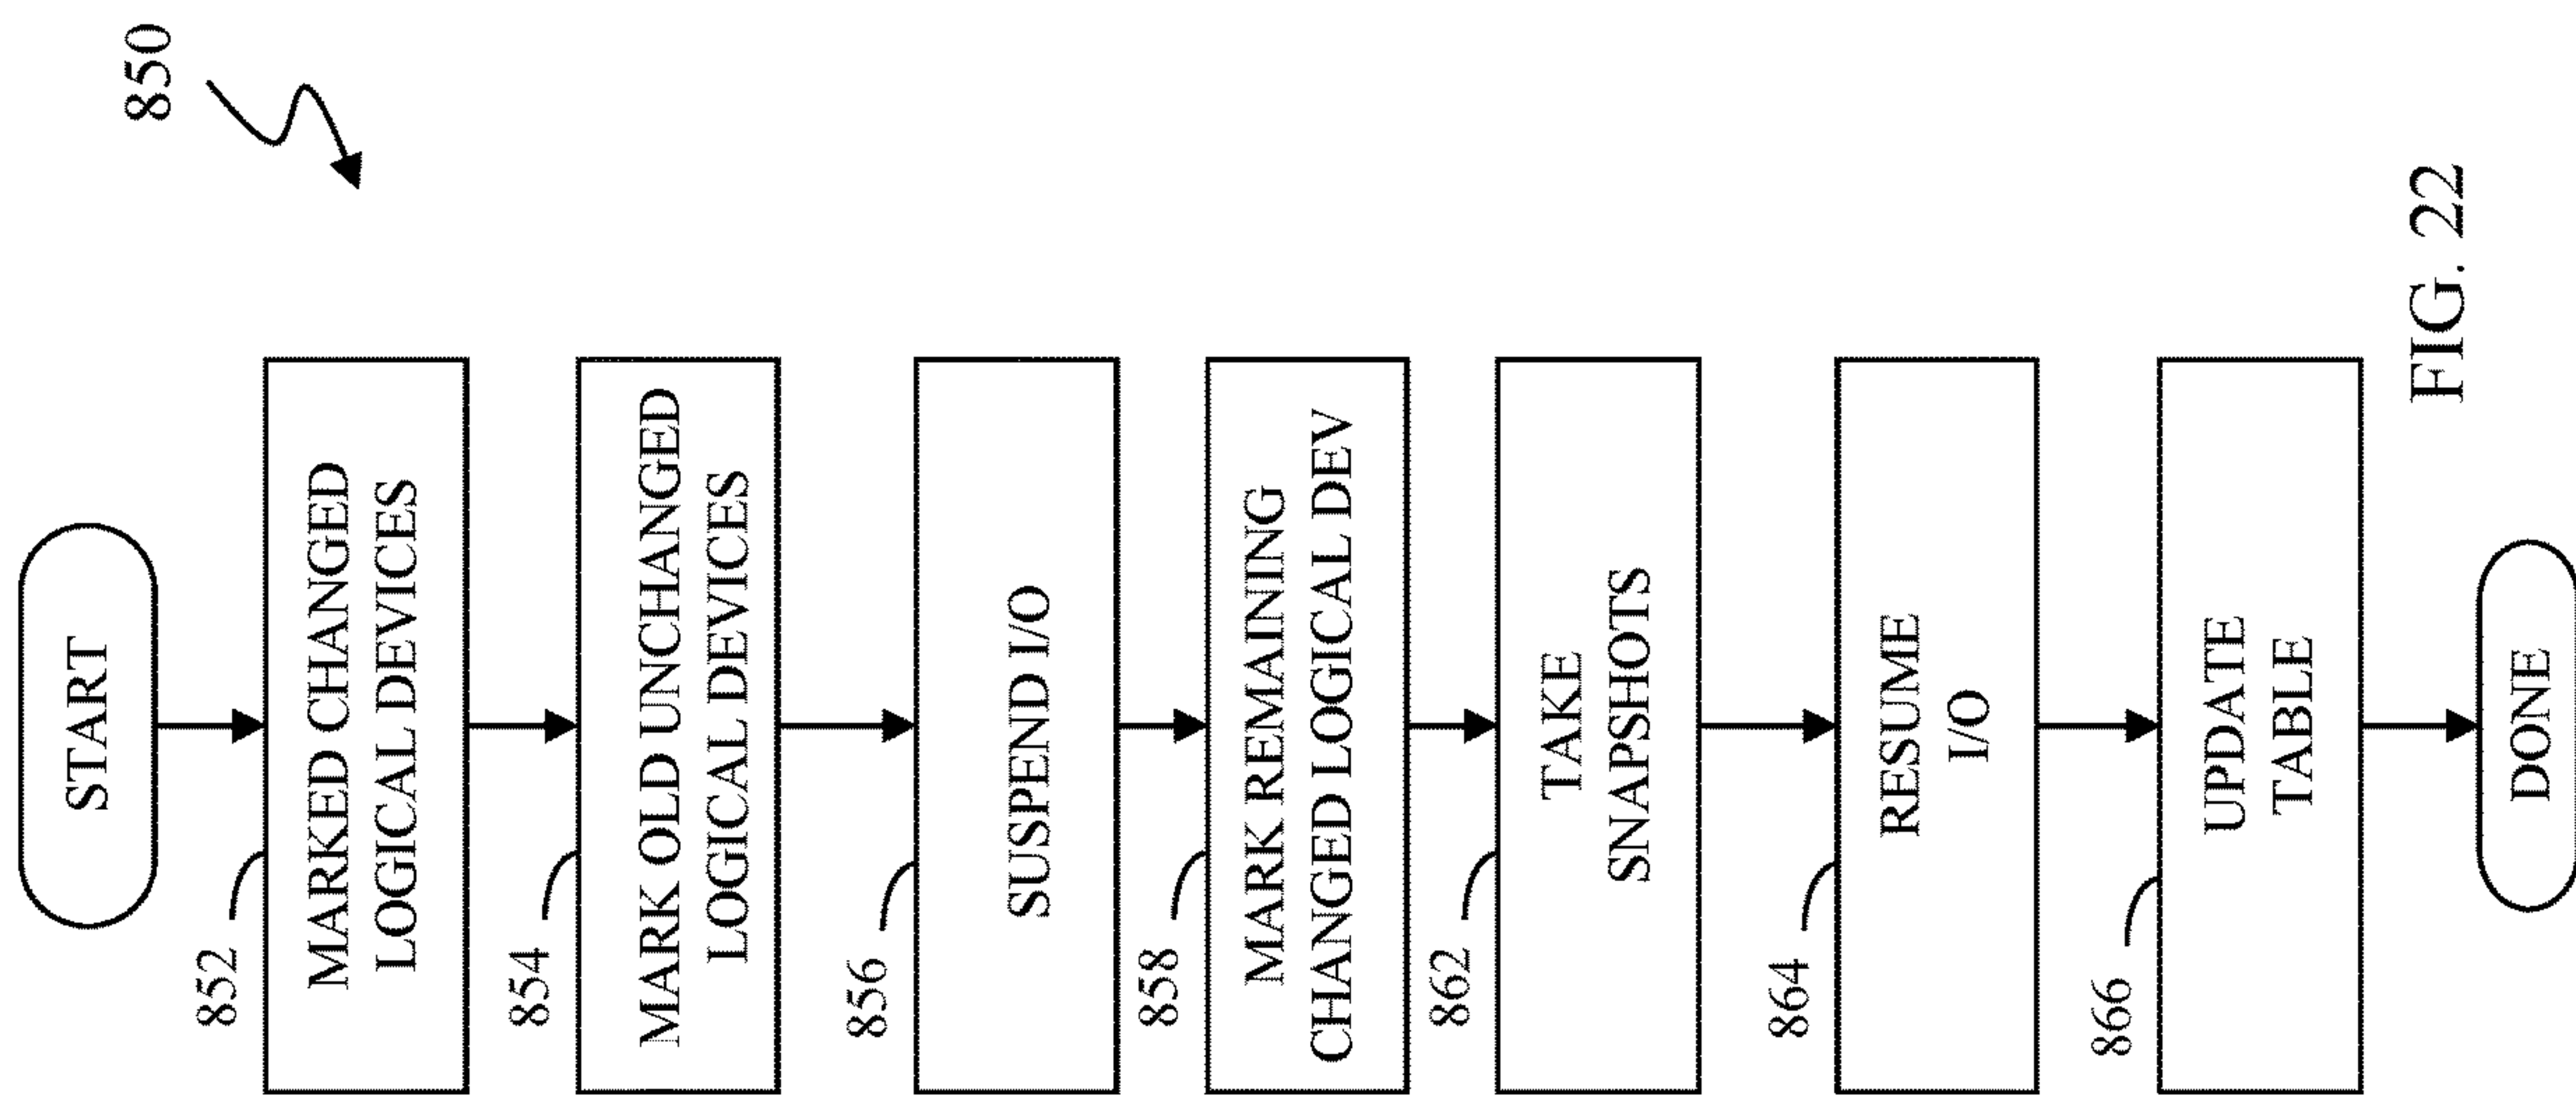 850
START
852
MARKED CHANGED
LOGICAL DEVICES
854
MARK OLD UNCHANGED
LOGICAL DEVICES
856
SUSPEND I/O
858
MARK REMAINING
CHANGED LOGICAL DEV
862
TAKE
SNAPSHOTS
864
RESUME
I/O
866
UPDATE
TABLE
DONE
FIG. 22